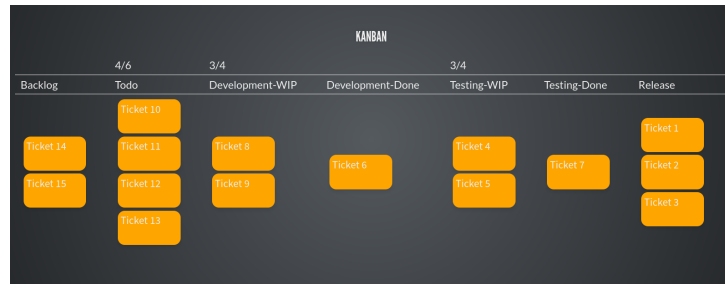 KANBAN
4/6 3/4 3/4
Backlog Todo Development-WIP Development-Done Testing-WIP Testing-Done Release
Ticket 10
Ticket 1
Ticket 14 Ticket 11 Ticket 8 Ticket 4
Ticket 6 Ticket 7 Ticket 2
Ticket 15 Ticket 12 Ticket 9 Ticket 5
Ticket 3
Ticket 13